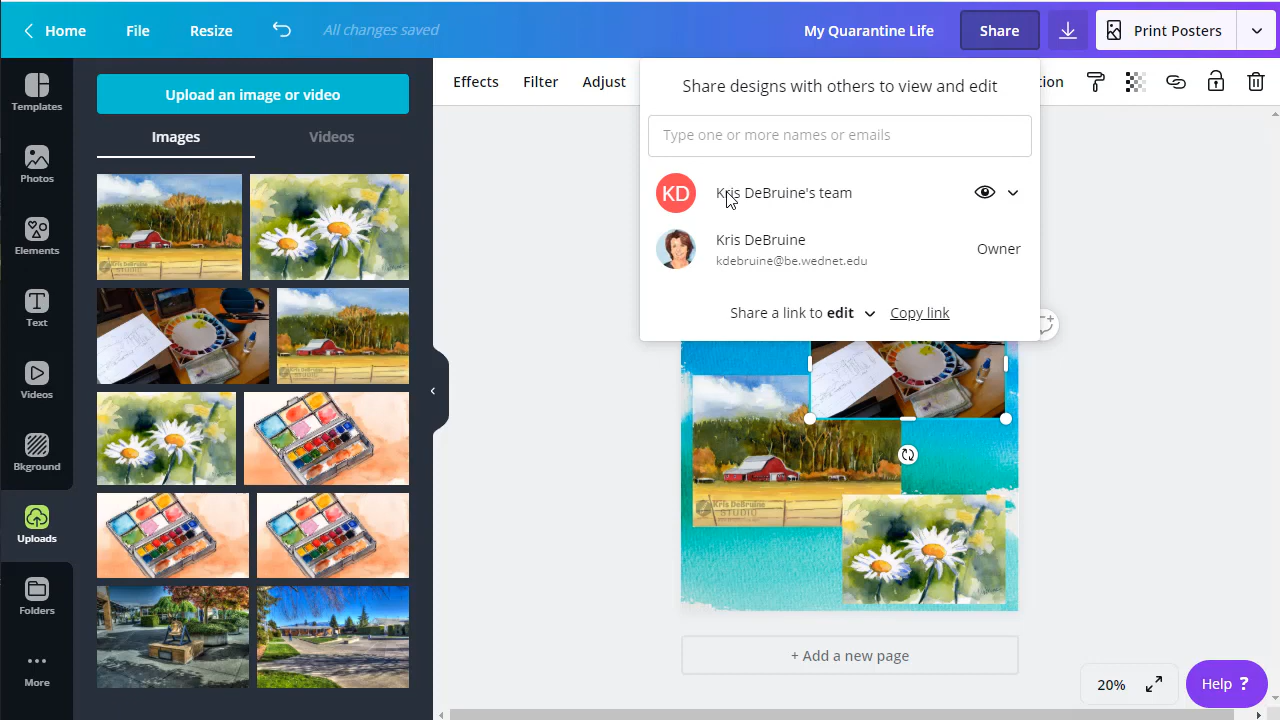 Home
File
Resize
All changes saved
My Quarantine Life
Share
Print Posters
Templates
Photos
Elements
Text
Videos
Bkground
Uploads
Folders
More
Upload an image or video
Images
Videos
Effects
Filter
Adjust
tion
Share designs with others to view and edit
Type one or more names or emails
KD
Kris DeBruine's team
Kris DeBruine
kdebruine@be.wednet.edu
Owner
Share a link to edit
Copy link
Kris DeBruine
STUDIO
+ Add a new page
20%
Help ?